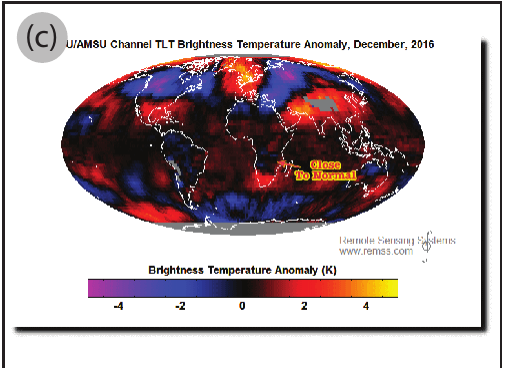 (c)
U/AMSU Channel TLT Brightness Temperature Anomaly, December, 2016
Close
To Normal
Remote Sensing Systems
www.remss.com
Brightness Temperature Anomaly (K)
-4 -2 0 2 4